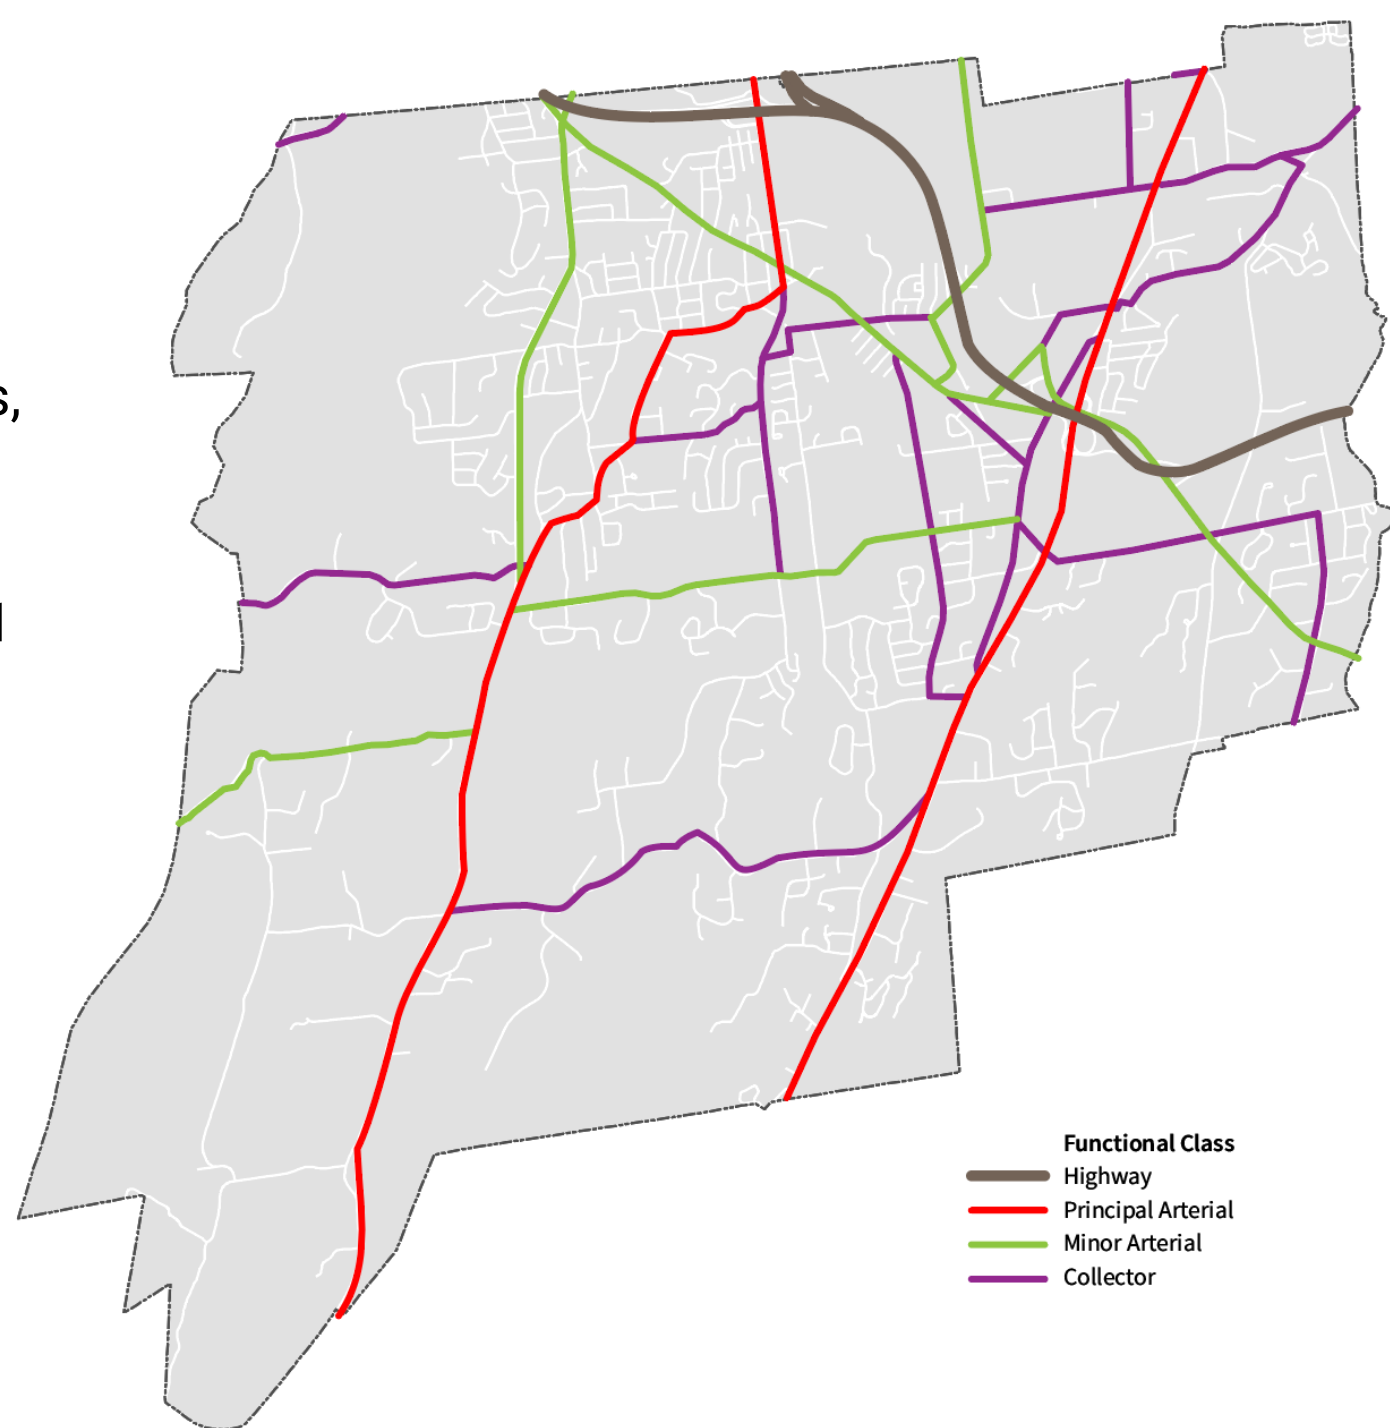 s,
Functional Class
Highway
Principal Arterial
Minor Arterial
Collector